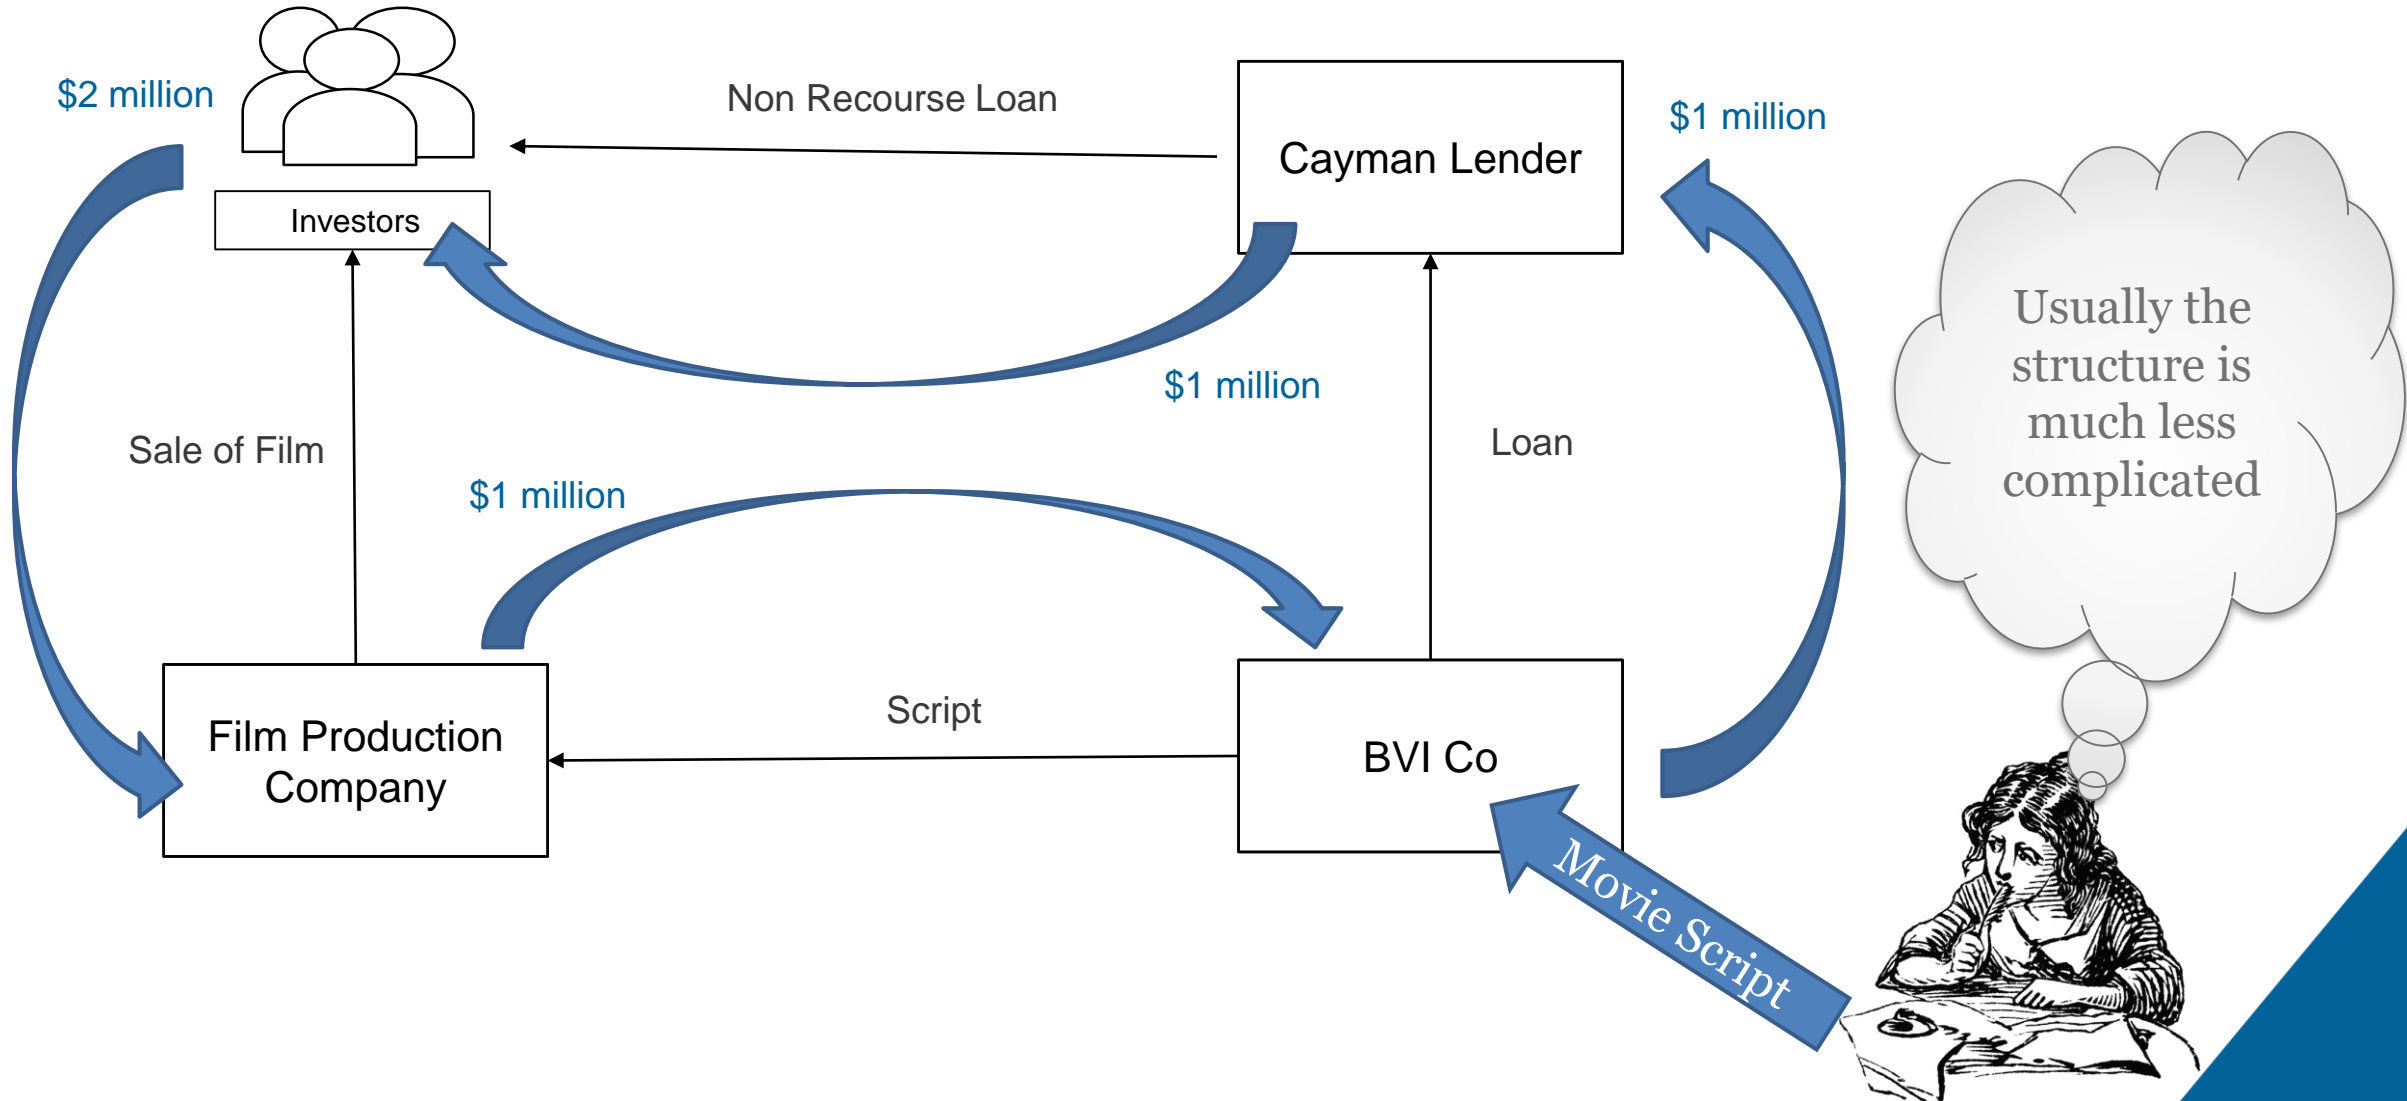 $2 million
Non Recourse Loan
$1 million
Cayman Lender
Investors
Usually the
structure is
much less
complicated
$1 million
Sale of Film
Loan
$1 million
Script
Film Production
Company
BVI Co
Movie Script